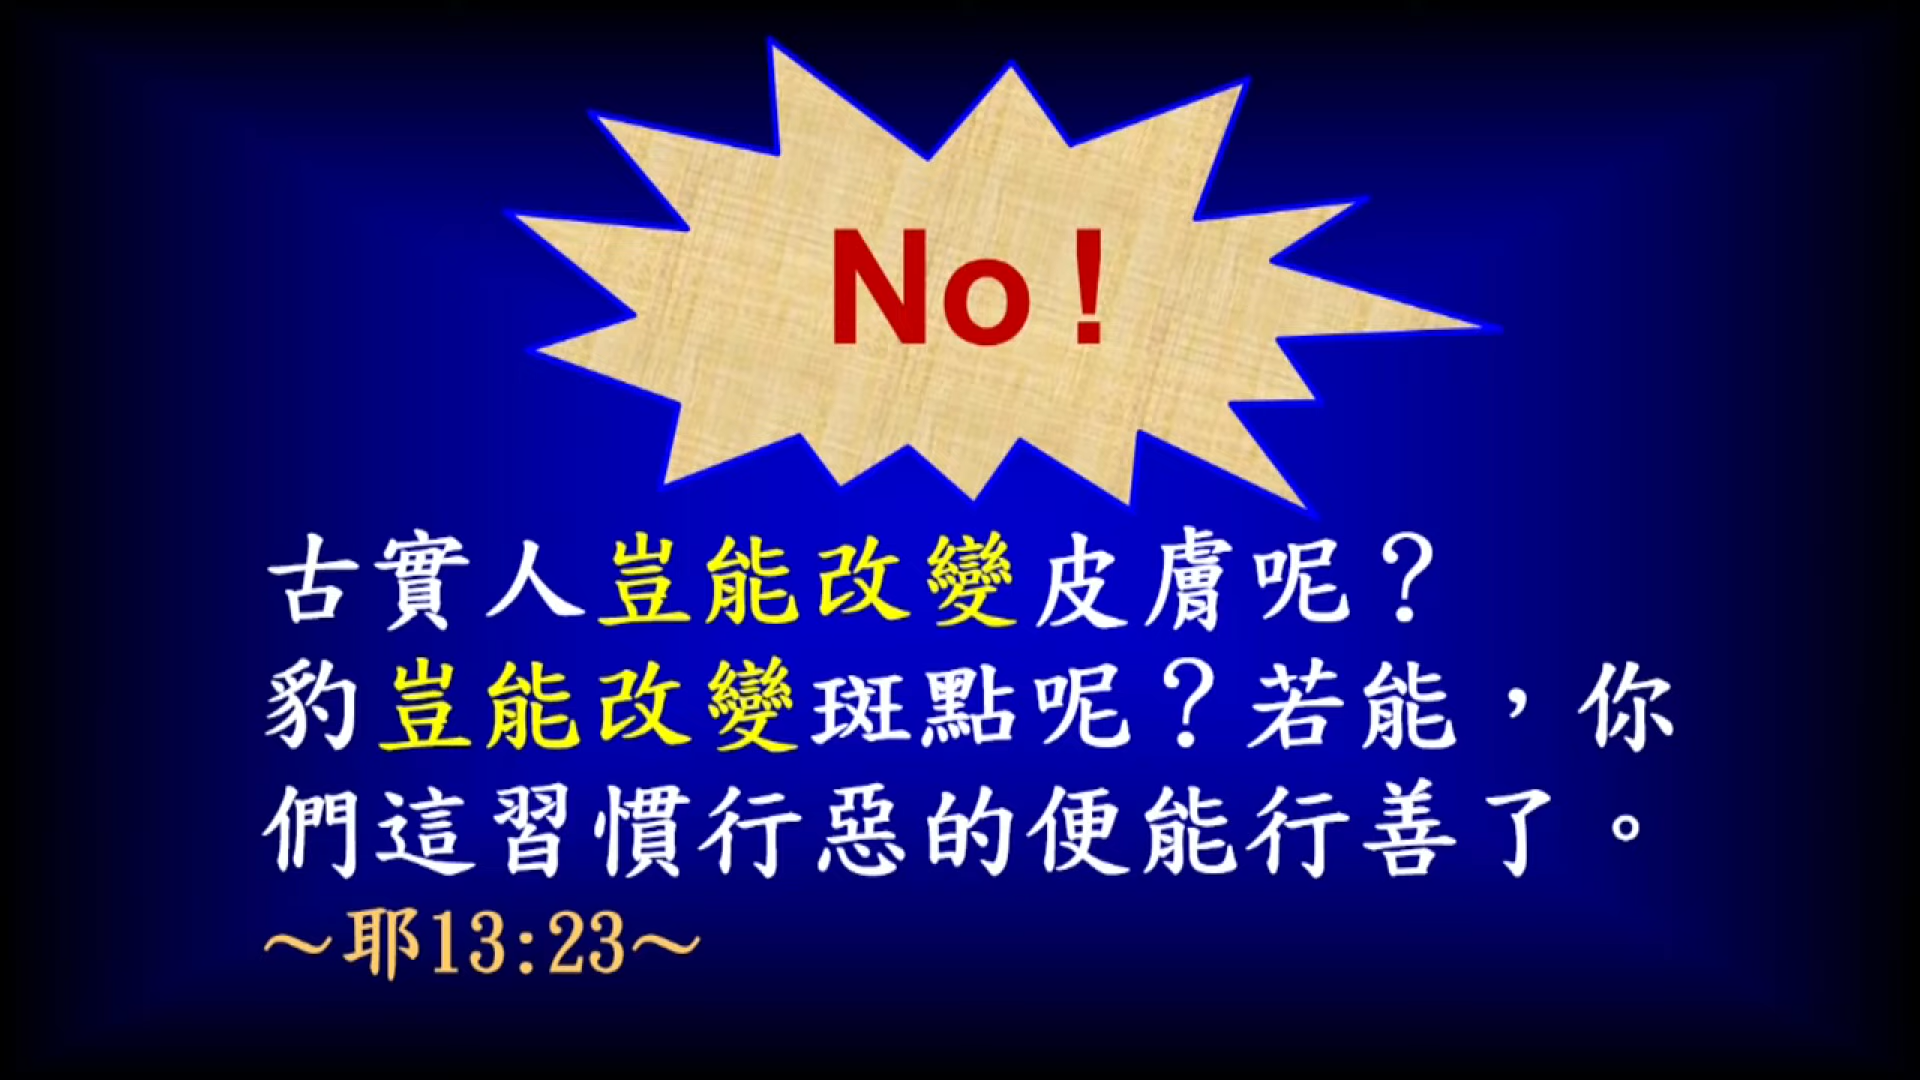 No!
古實人豈能改變皮膚呢？
豹豈能改變斑點呢？若能，你
們這習慣行惡的便能行善了。
～耶13:23～